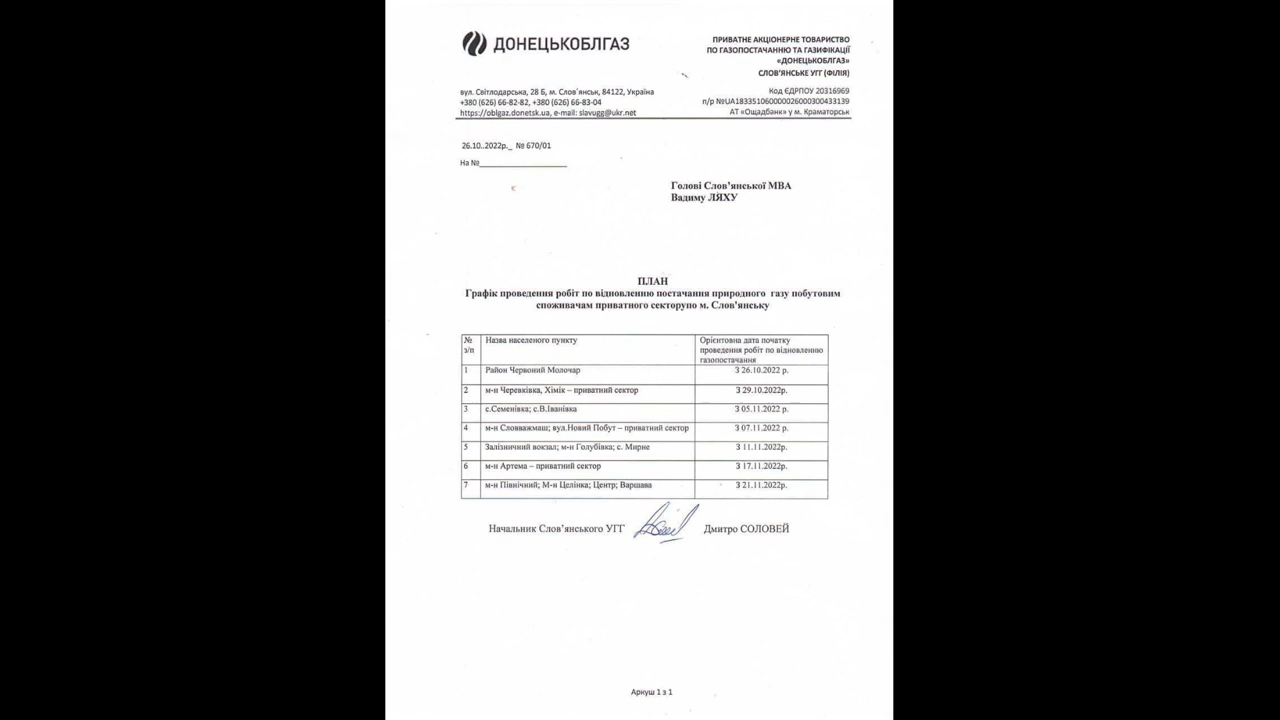 ДОНЕЦЬКОБЛГАЗ
ПРИВАТНЕ АКЦІОНЕРНЕ ТОВАРИСТВО
ПО ГАЗОПОСТАЧАННЮ ТА ГАЗИФІКАЦІЇ
«ДОНЕЦЬКОБЛГАЗ»
СЛОВ'ЯНСЬКЕ УГГ (ФІЛІЯ)
вул. Світлодарська, 28 Б, м. Слов´янськ, 84122, Україна
+380 (626) 66-82-82, +380 (626) 66-83-04
https://oblgaz.donetsk.ua, e-mail: slavugg@ukr.net
Код ЄДРПОУ 20316969
п/р №UA183351060000026000300433139
АТ «Ощадбанк» у м. Краматорськ
26.10..2022р._ № 670/01
На №____________________
Голові Слов'янської МВА
Вадиму ЛЯХУ
ПЛАН
Графік проведення робіт по відновленню постачання природного газу побутовим
споживачам приватного секторупо м. Слов'янську
№ з/п Назва населеного пункту Орієнтовна дата початку
проведення робіт по відновленню
газопостачання
1 Район Червоний Молочар З 26.10.2022 р.
2 м-н Черевківка, Хімік – приватний сектор З 29.10.2022р.
3 с.Семенівка; с.В.Іванівка З 05.11.2022 р.
4 м-н Словважмаш; вул.Новий Побут – приватний сектор З 07.11.2022 р.
5 Залізничний вокзал; м-н Голубівка; с. Мирне З 11.11.2022р.
6 м-н Артема – приватний сектор З 17.11.2022р.
7 м-н Північний; М-н Целінка; Центр; Варшава З 21.11.2022р.
Начальник Слов'янського УГГ Дмитро СОЛОВЕЙ
Аркуш 1 з 1